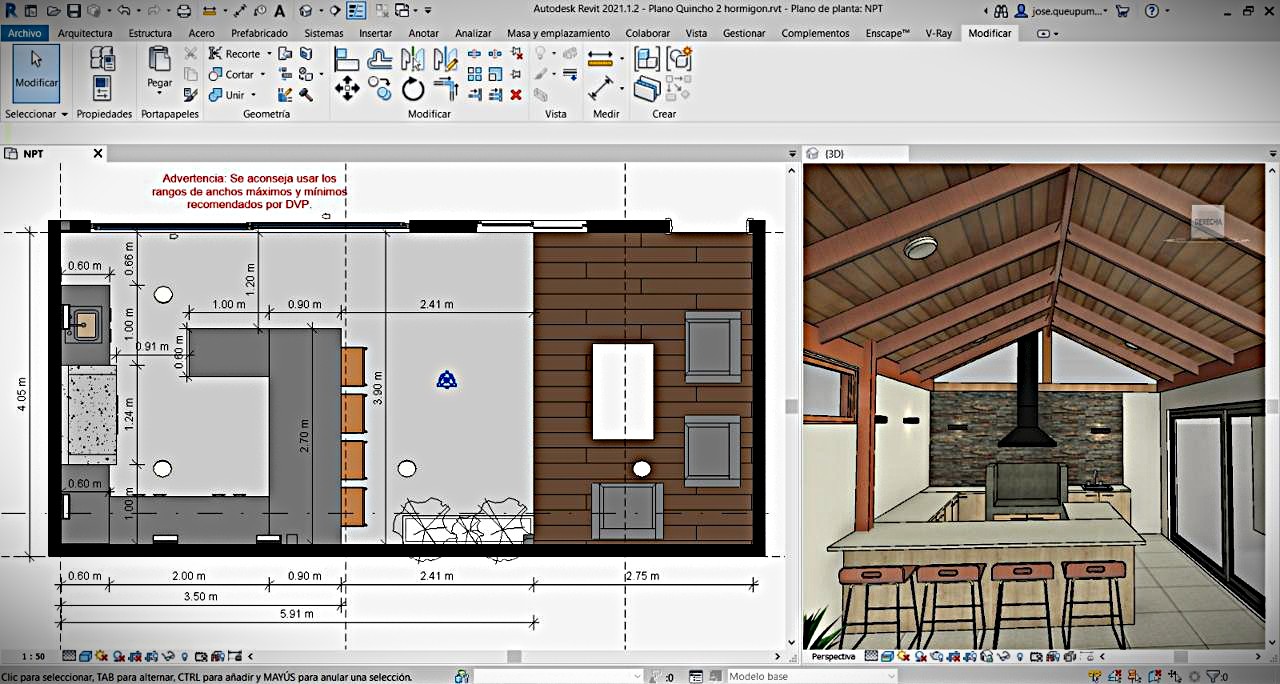 Autodesk Revit 2021.1.2 - Plano Quincho 2 hormigon.rvt - Plano de planta: NPT
jose.queupum...
Archivo Arquitectura Estructura Acero Prefabricado Sistemas Insertar Anotar Analizar Masa y emplazamiento Colaborar Vista Gestionar Complementos Enscape™ V-Ray Modificar
Modificar
Pegar
Recorte
Cortar
Unir
Seleccionar Propiedades Portapapeles Geometría Modificar Vista Medir Crear
NPT
{3D}
Advertencia: Se aconseja usar los
rangos de anchos máximos y mínimos
recomendados por DVP.
DERECHA
0.60 m
0.66 m
1.20 m
1.00 m
0.90 m
2.41 m
1.00 m
0.91 m
0.60 m
4.05 m
3.90 m
1.24 m
2.70 m
0.60 m
1.00 m
0.60 m 2.00 m 0.90 m 2.41 m 2.75 m
3.50 m
5.91 m
1 : 50
Perspectiva
Clic para seleccionar, TAB para alternar, CTRL para añadir y MAYÚS para anular una selección.
:0
Modelo base
:0